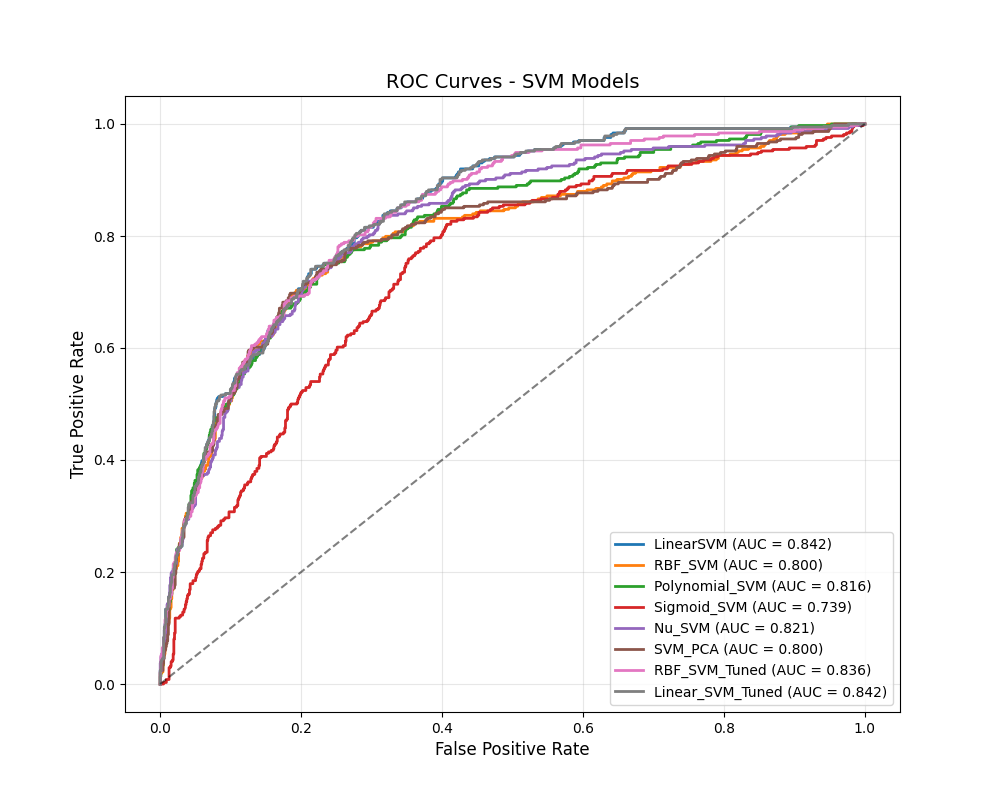 ROC Curves - SVM Models
1.0
0.8
0.6
0.4
0.2
0.0
True Positive Rate
LinearSVM (AUC = 0.842)
RBF_SVM (AUC = 0.800)
Polynomial_SVM (AUC = 0.816)
Sigmoid_SVM (AUC = 0.739)
Nu_SVM (AUC = 0.821)
SVM_PCA (AUC = 0.800)
RBF_SVM_Tuned (AUC = 0.836)
Linear_SVM_Tuned (AUC = 0.842)
0.0 0.2 0.4 0.6 0.8 1.0
False Positive Rate